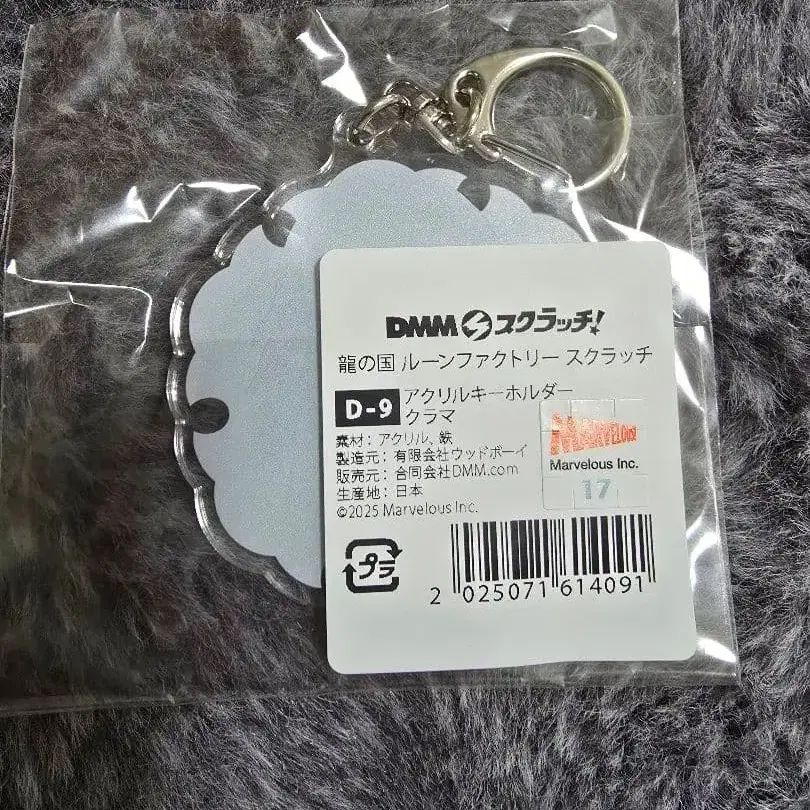 DMM スクラッチ!
龍の国 ルーンファクトリー スクラッチ
D-9 アクリルキーホルダー
クラマ
素材：アクリル、鉄
製造元：有限会社ウッドボーイ
販売元：合同会社DMM.com
生産地：日本
©2025 Marvelous Inc.
MARVELOUS
Marvelous Inc.
17
プラ
2 025071 614091